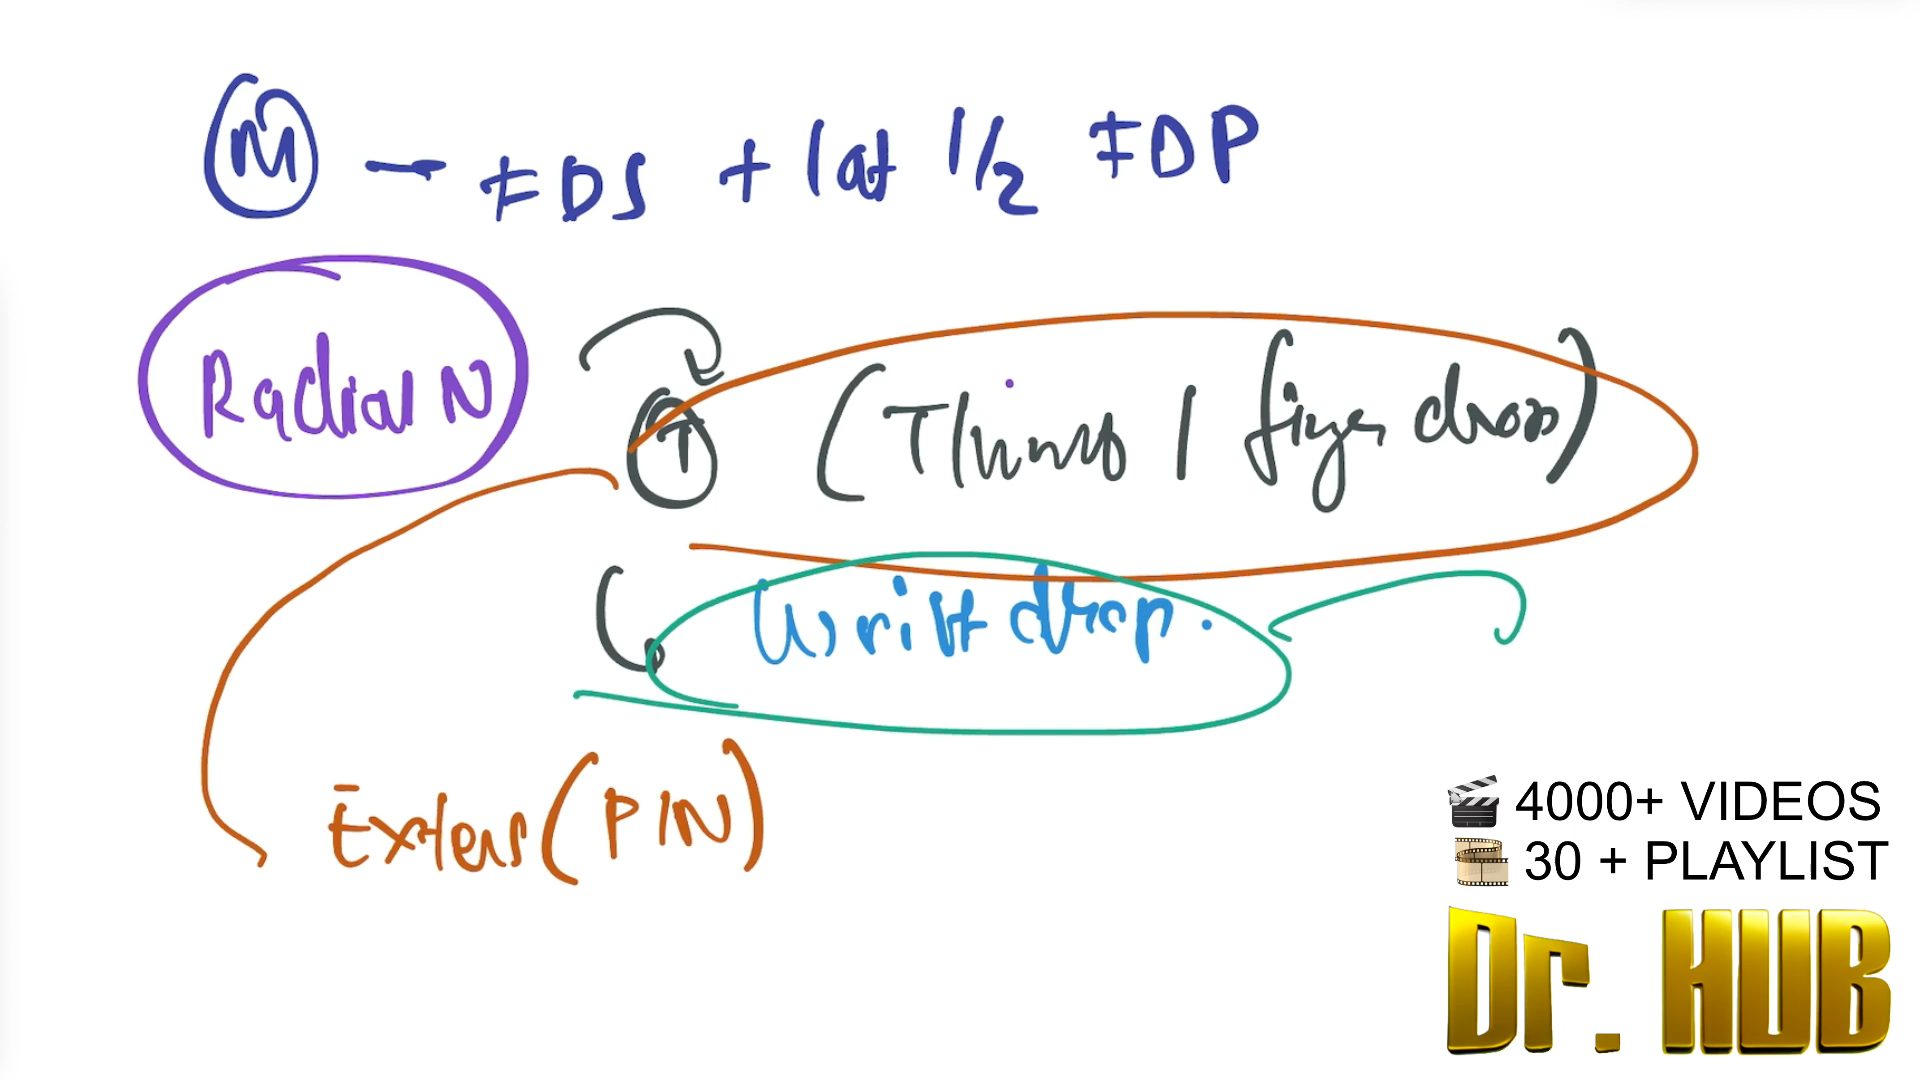 M - FDS + lat 1/2 FDP
Radial N
T (Thumb / finger drop)
Wrist drop.
Extens (PIN)
4000+ VIDEOS
30 + PLAYLIST
Dr. HUB